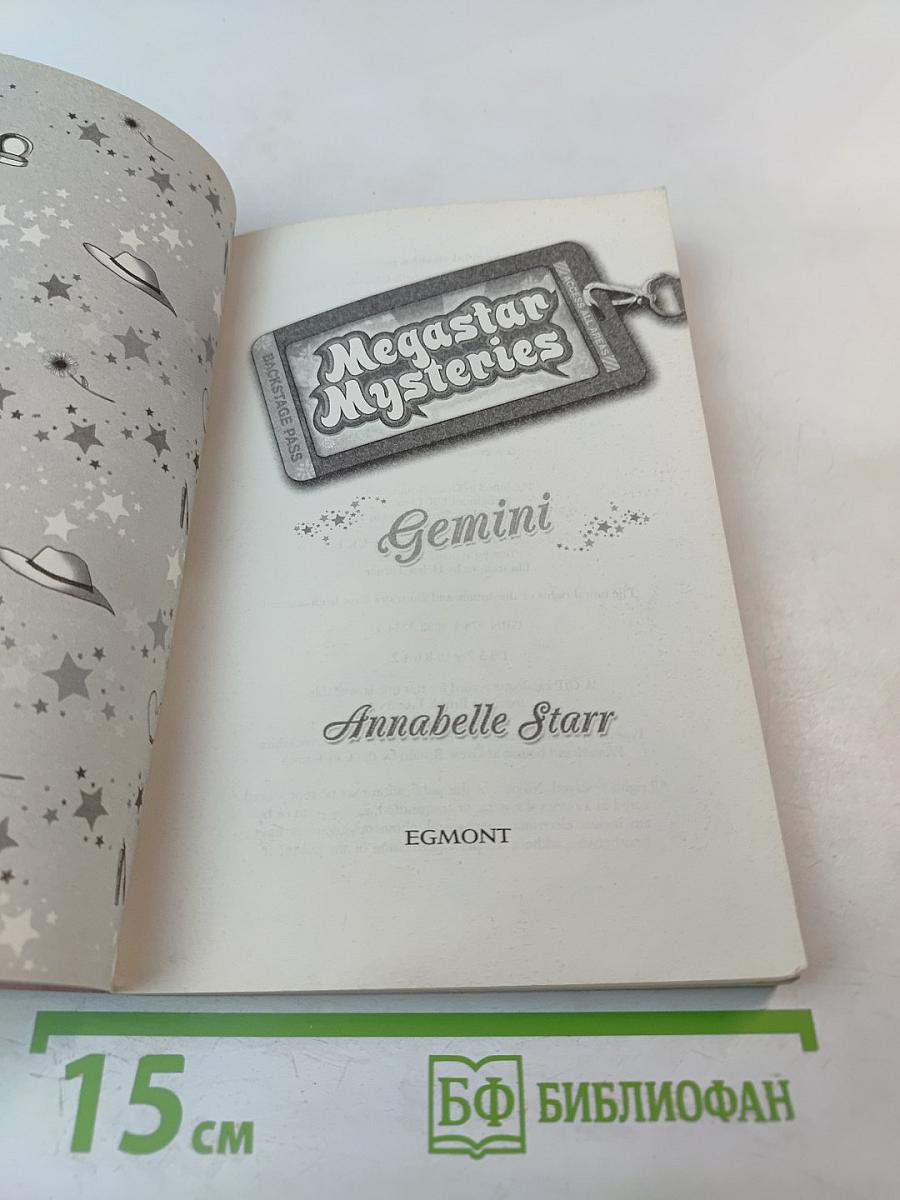 BACKSTAGE PASS
Megastar
Mysteries
ACCESS ALL AREAS
Gemini
Annabelle Starr
EGMONT
15 см
БФ БИБЛИОФАН